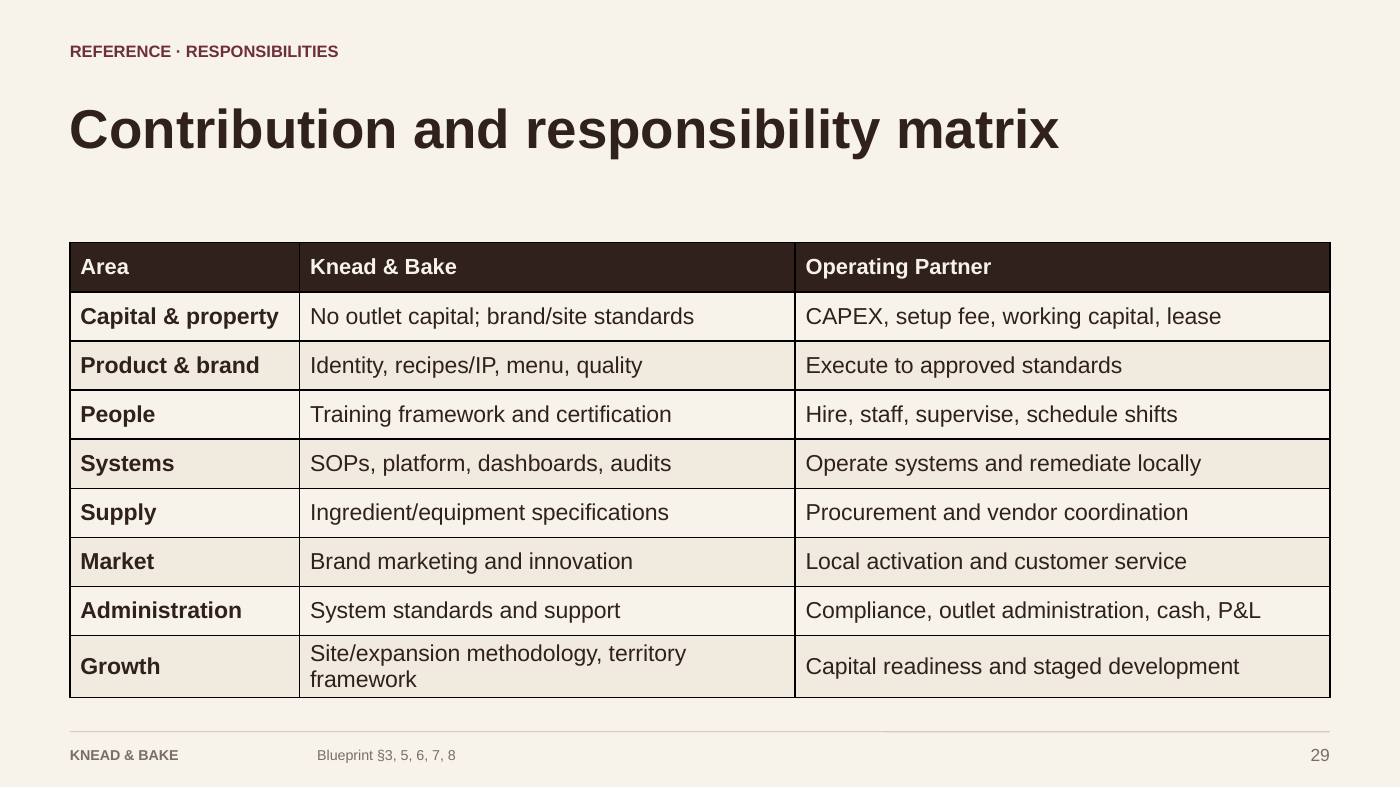 REFERENCE · RESPONSIBILITIES
Contribution and responsibility matrix
Area Knead & Bake Operating Partner
Capital & property No outlet capital; brand/site standards CAPEX, setup fee, working capital, lease
Product & brand Identity, recipes/IP, menu, quality Execute to approved standards
People Training framework and certification Hire, staff, supervise, schedule shifts
Systems SOPs, platform, dashboards, audits Operate systems and remediate locally
Supply Ingredient/equipment specifications Procurement and vendor coordination
Market Brand marketing and innovation Local activation and customer service
Administration System standards and support Compliance, outlet administration, cash, P&L
Growth Site/expansion methodology, territory
framework Capital readiness and staged development
KNEAD & BAKE Blueprint §3, 5, 6, 7, 8 29